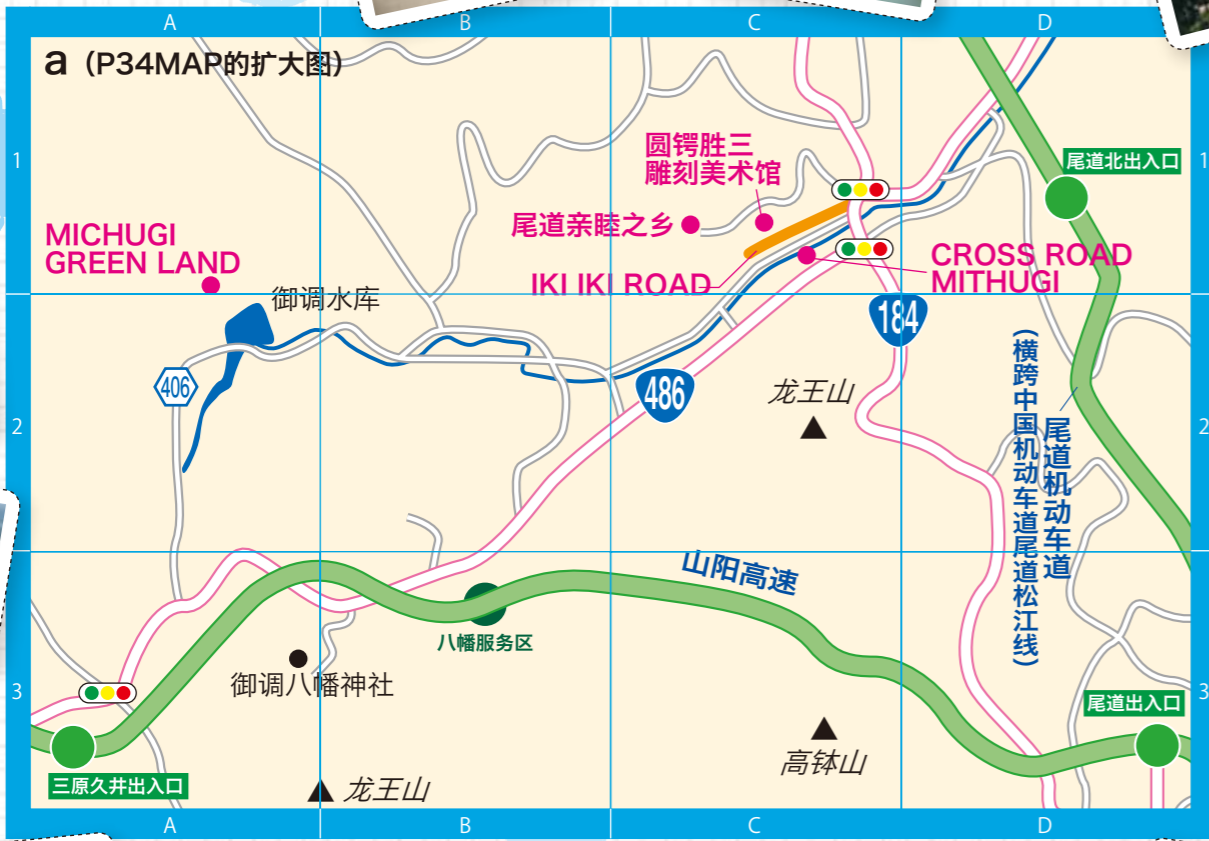 A B C D
a (P34MAP的扩大图)
1
1
圆锷胜三
雕刻美术馆
尾道北出入口
尾道亲睦之乡
MICHUGI
GREEN LAND
IKI IKI ROAD
CROSS ROAD
MITHUGI
御调水库
184
406
486
龙王山
2
2
尾道机动车道
(横跨中国机动车道尾道松江线)
山阳高速
八幡服务区
御调八幡神社
3
3
尾道出入口
高钵山
三原久井出入口
龙王山
A B C D